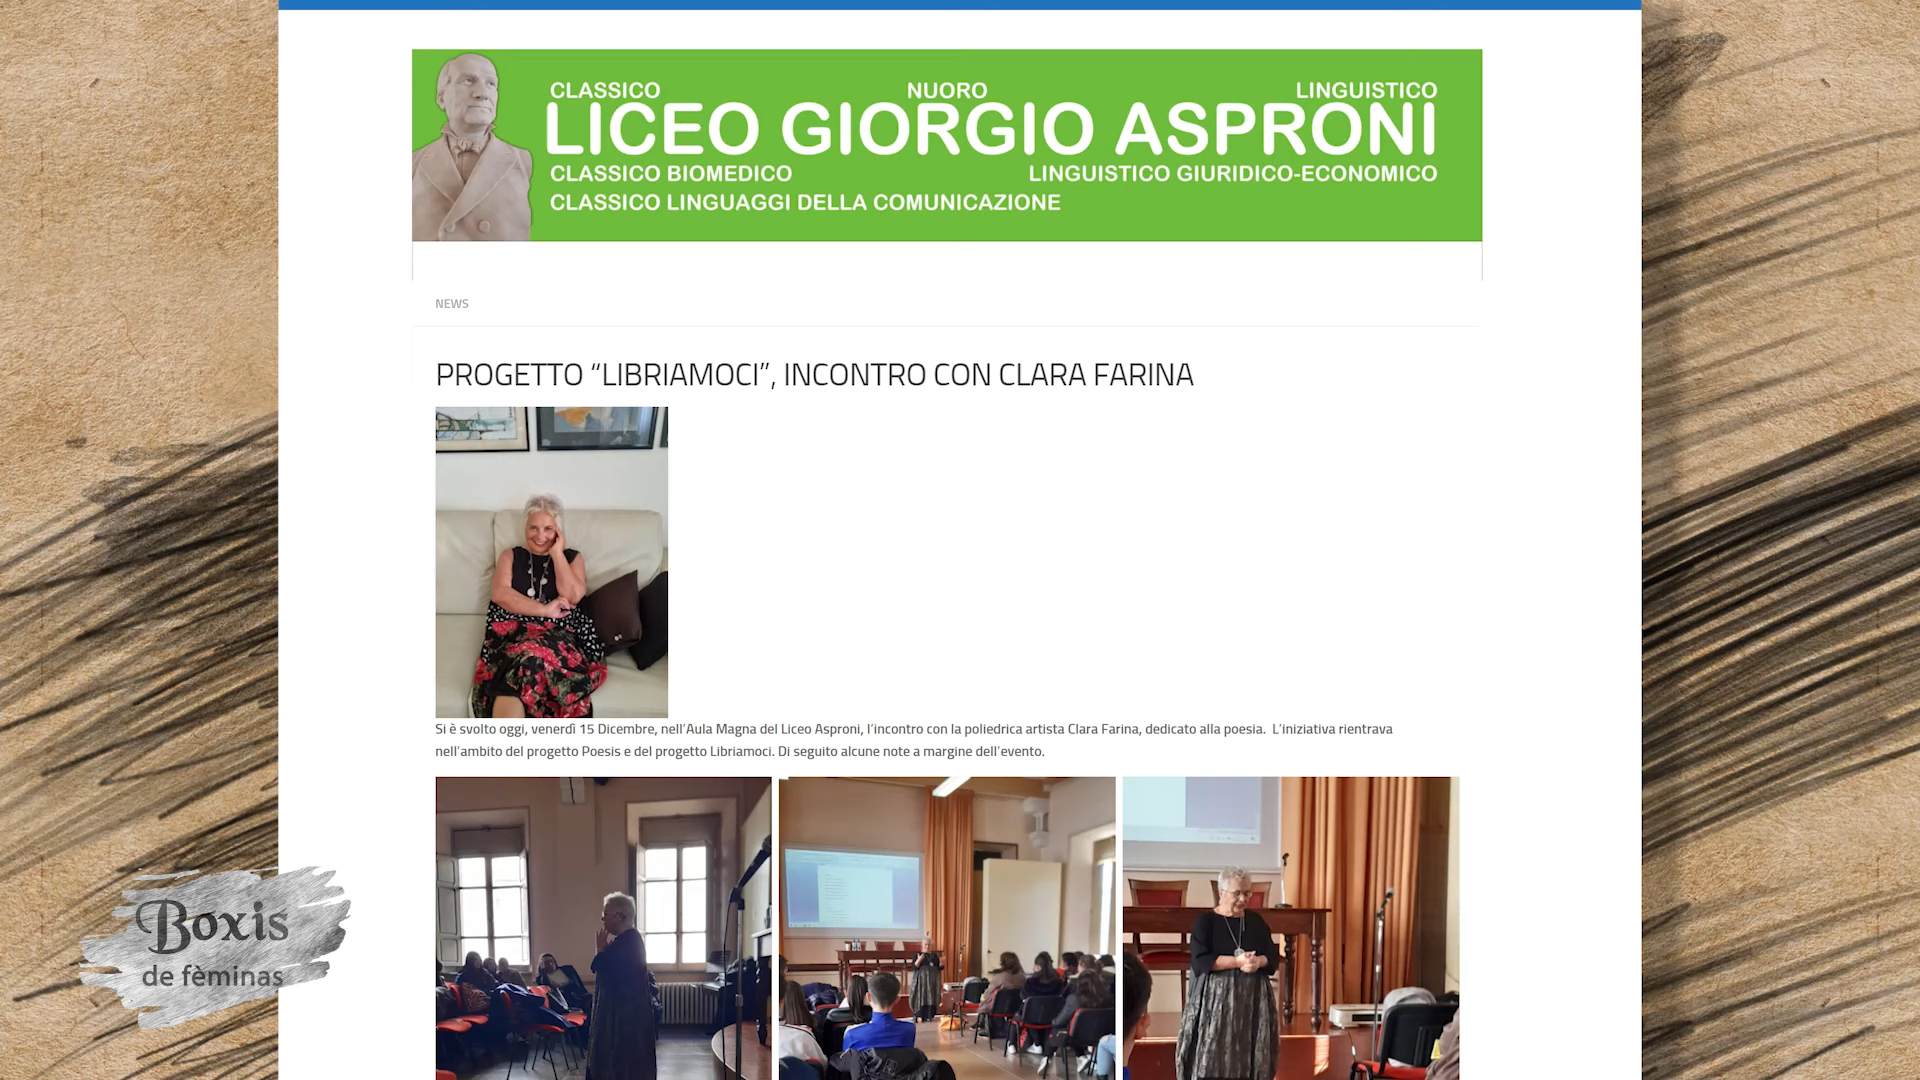 CLASSICO NUORO LINGUISTICO
LICEO GIORGIO ASPRONI
CLASSICO BIOMEDICO LINGUISTICO GIURIDICO-ECONOMICO
CLASSICO LINGUAGGI DELLA COMUNICAZIONE
NEWS
PROGETTO “LIBRIAMOCI”, INCONTRO CON CLARA FARINA
Si è svolto oggi, venerdì 15 Dicembre, nell’Aula Magna del Liceo Asproni, l’incontro con la poliedrica artista Clara Farina, dedicato alla poesia. L’iniziativa rientrava
nell’ambito del progetto Poesis e del progetto Libriamoci. Di seguito alcune note a margine dell’evento.
Boxis
de fèminas